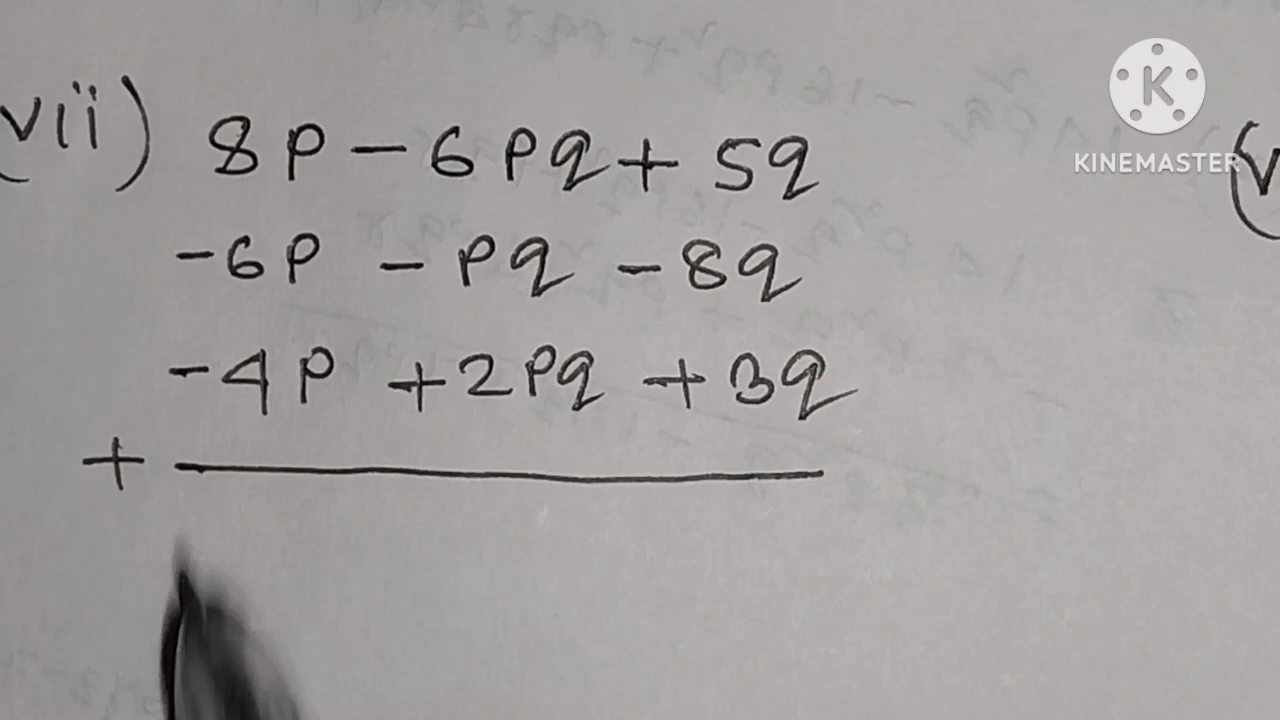 vii) 8p - 6pq + 5q
-6p - pq - 8q
-4p + 2pq + 3q
+
KINEMASTER